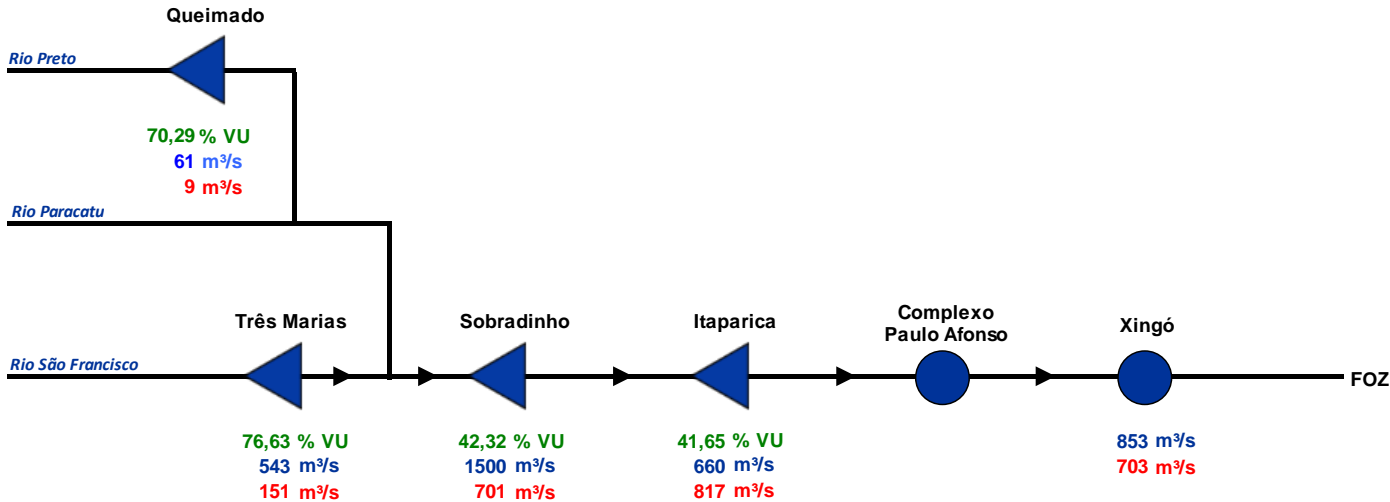 Queimado
Rio Preto
70,29 % VU
61 m³/s
9 m³/s
Rio Paracatu
Três Marias
Sobradinho
Itaparica
Complexo
Paulo Afonso
Xingó
Rio São Francisco
FOZ
76,63 % VU
543 m³/s
151 m³/s
42,32 % VU
1500 m³/s
701 m³/s
41,65 % VU
660 m³/s
817 m³/s
853 m³/s
703 m³/s